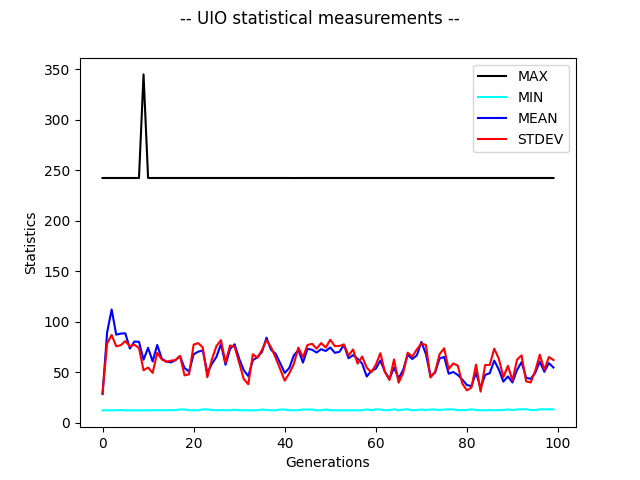 -- UIO statistical measurements --
350
300
250
200
150
100
50
0
Statistics
MAX
MIN
MEAN
STDEV
0 20 40 60 80 100
Generations